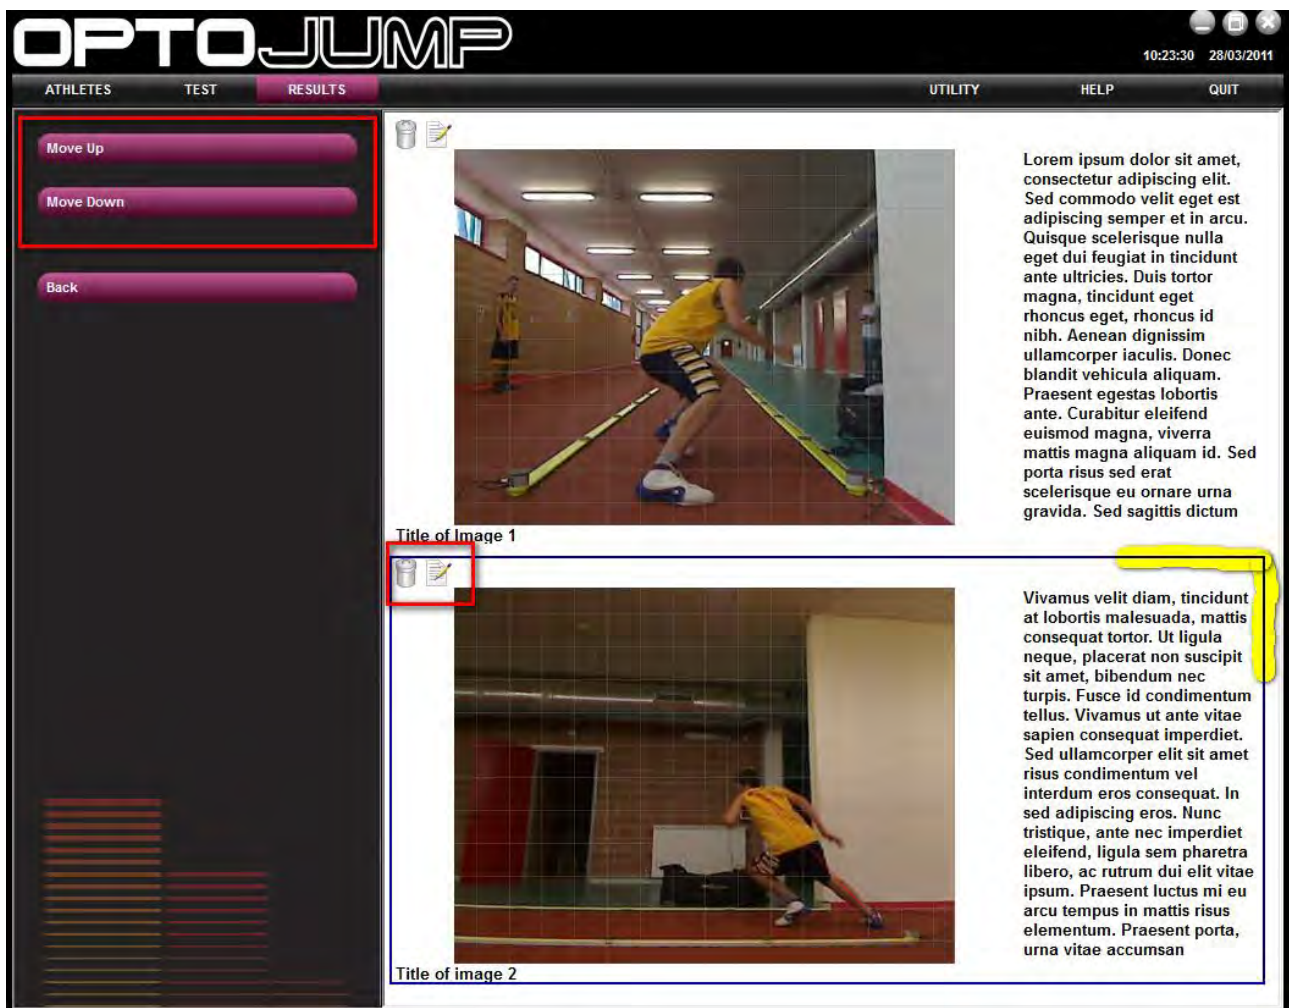 OPTOJUMP
10:23:30 28/03/2011
ATHLETES TEST RESULTS UTILITY HELP QUIT
Move Up
Move Down
Back
Lorem ipsum dolor sit amet,
consectetur adipiscing elit.
Sed commodo velit eget est
adipiscing semper et in arcu.
Quisque scelerisque nulla
eget dui feugiat in tincidunt
ante ultricies. Duis tortor
magna, tincidunt eget
rhoncus eget, rhoncus id
nibh. Aenean dignissim
ullamcorper iaculis. Donec
blandit vehicula aliquam.
Praesent egestas lobortis
ante. Curabitur eleifend
euismod magna, viverra
mattis magna aliquam id. Sed
porta risus sed erat
scelerisque eu ornare urna
gravida. Sed sagittis dictum
Title of Image 1
Vivamus velit diam, tincidunt
at lobortis malesuada, mattis
consequat tortor. Ut ligula
neque, placerat non suscipit
sit amet, bibendum nec
turpis. Fusce id condimentum
tellus. Vivamus ut ante vitae
sapien consequat imperdiet.
Sed ullamcorper elit sit amet
risus condimentum vel
interdum eros consequat. In
sed adipiscing eros. Nunc
tristique, ante nec imperdiet
eleifend, ligula sem pharetra
libero, ac rutrum dui elit vitae
ipsum. Praesent luctus mi eu
arcu tempus in mattis risus
elementum. Praesent porta,
urna vitae accumsan
Title of image 2